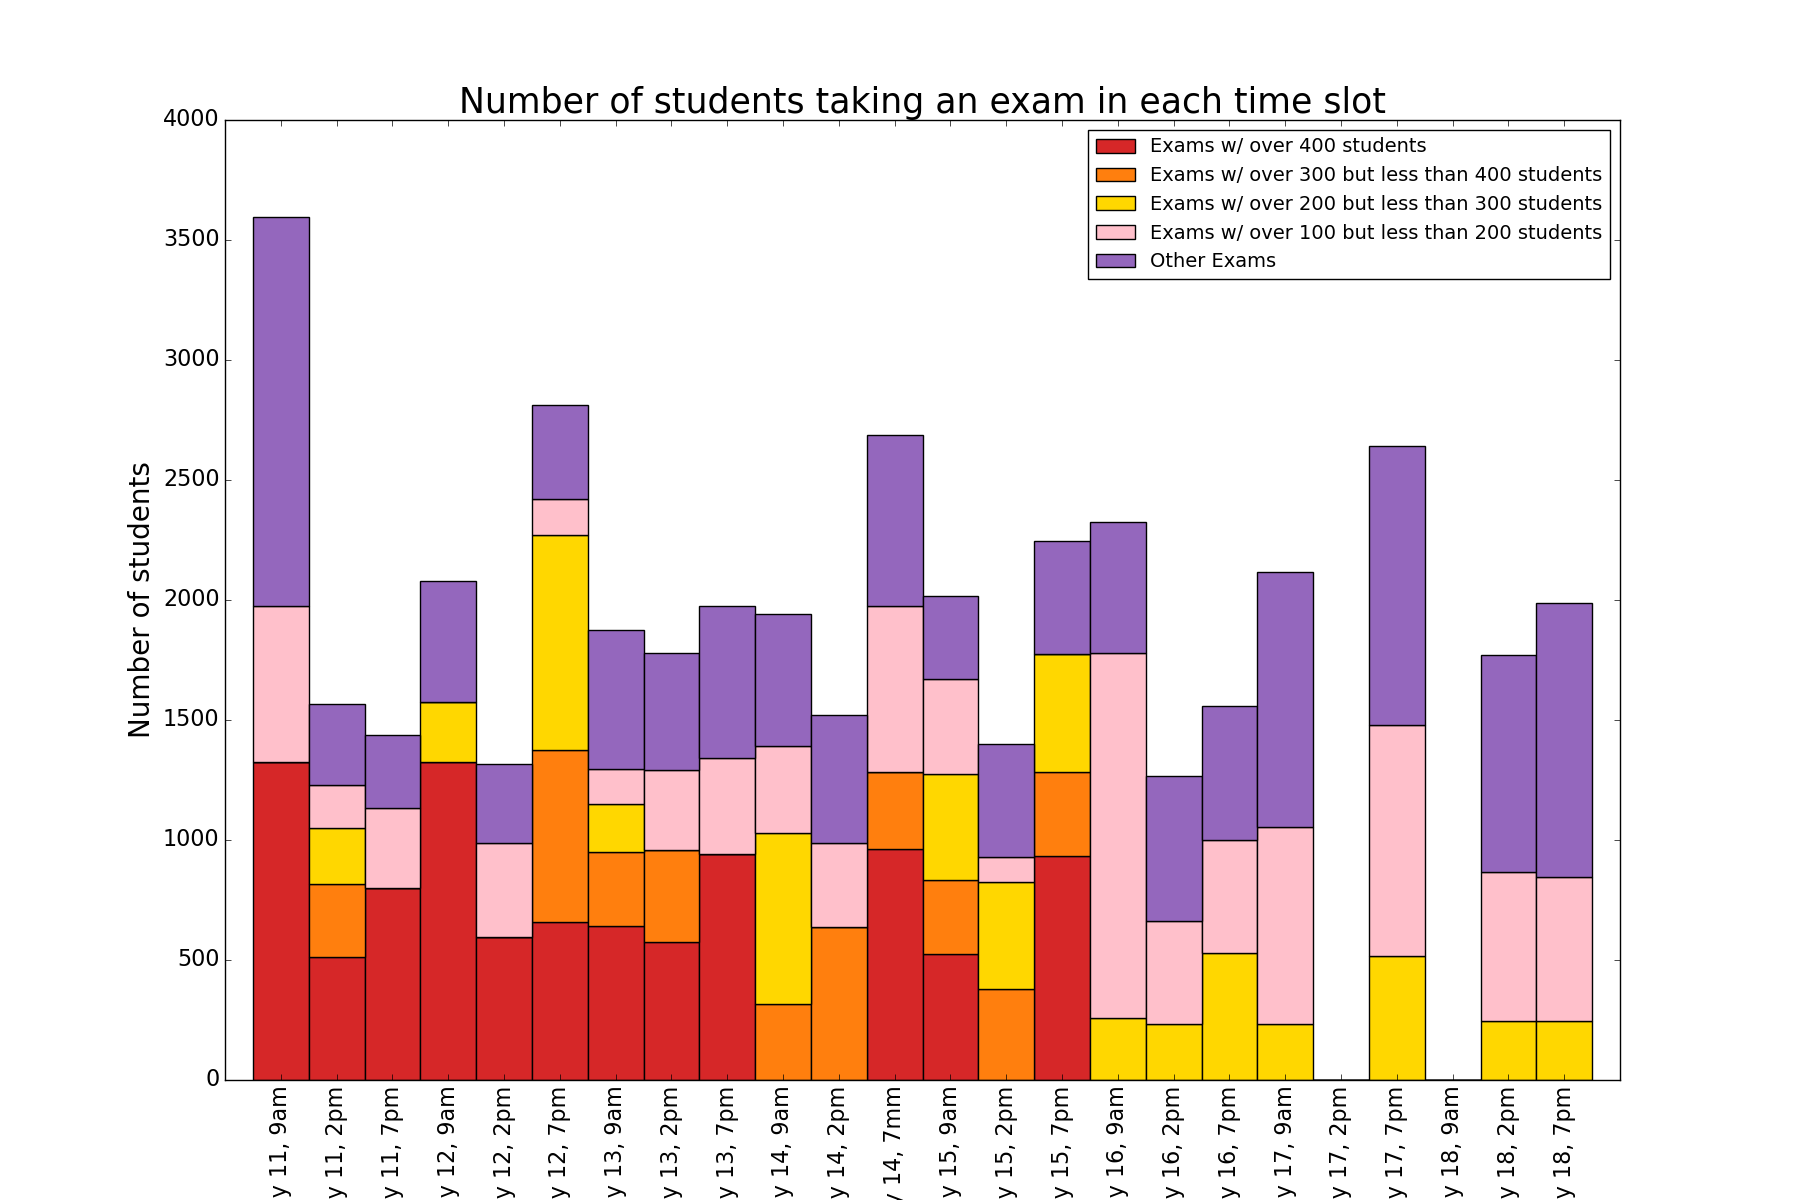 Number of students taking an exam in each time slot
Number of students
4000
3500
3000
2500
2000
1500
1000
500
0
Exams w/ over 400 students
Exams w/ over 300 but less than 400 students
Exams w/ over 200 but less than 300 students
Exams w/ over 100 but less than 200 students
Other Exams
y 11, 9am
y 11, 2pm
y 11, 7pm
y 12, 9am
y 12, 2pm
y 12, 7pm
y 13, 9am
y 13, 2pm
y 13, 7pm
y 14, 9am
y 14, 2pm
y 14, 7mm
y 15, 9am
y 15, 2pm
y 15, 7pm
y 16, 9am
y 16, 2pm
y 16, 7pm
y 17, 9am
y 17, 2pm
y 17, 7pm
y 18, 9am
y 18, 2pm
y 18, 7pm